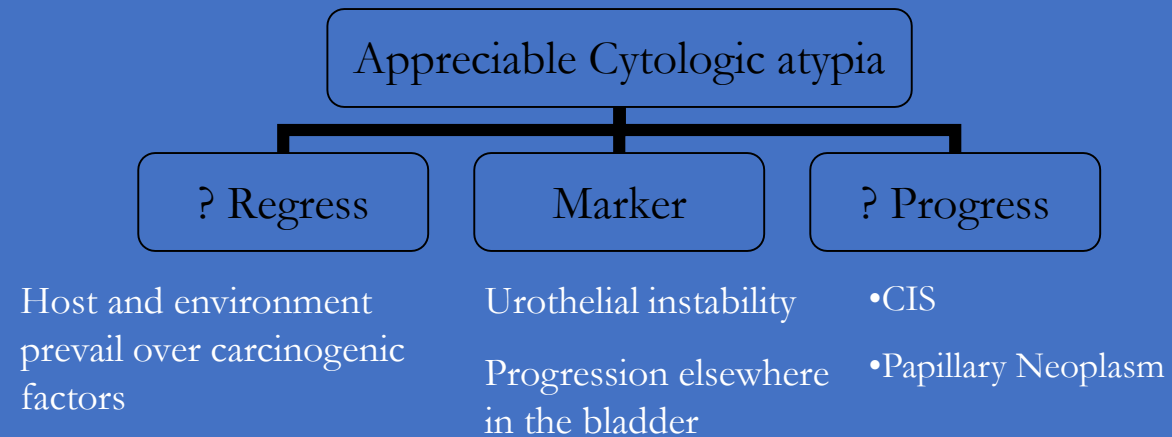 Appreciable Cytologic atypia
? Regress
Marker
? Progress
Host and environment
prevail over carcinogenic
factors
Urothelial instability
Progression elsewhere
in the bladder
•CIS
•Papillary Neoplasm